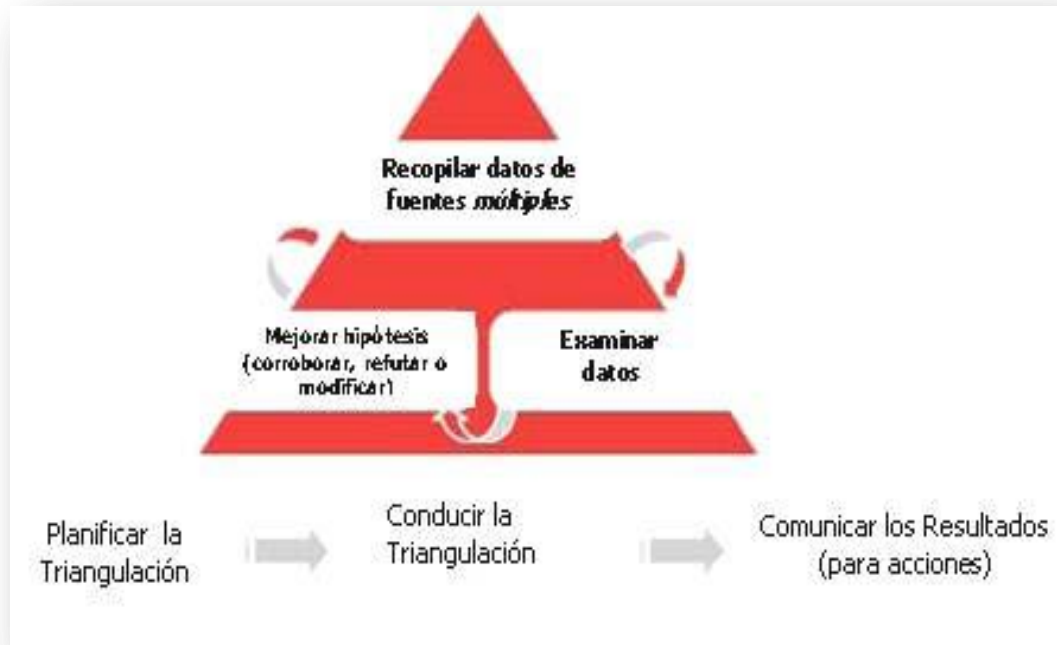 Recopilar datos de
fuentes múltiples
Mejorar hipótesis
(corroborar, refutar o
modificar)
Examinar
datos
Planificar la
Triangulación
Conducir la
Triangulación
Comunicar los Resultados
(para acciones)